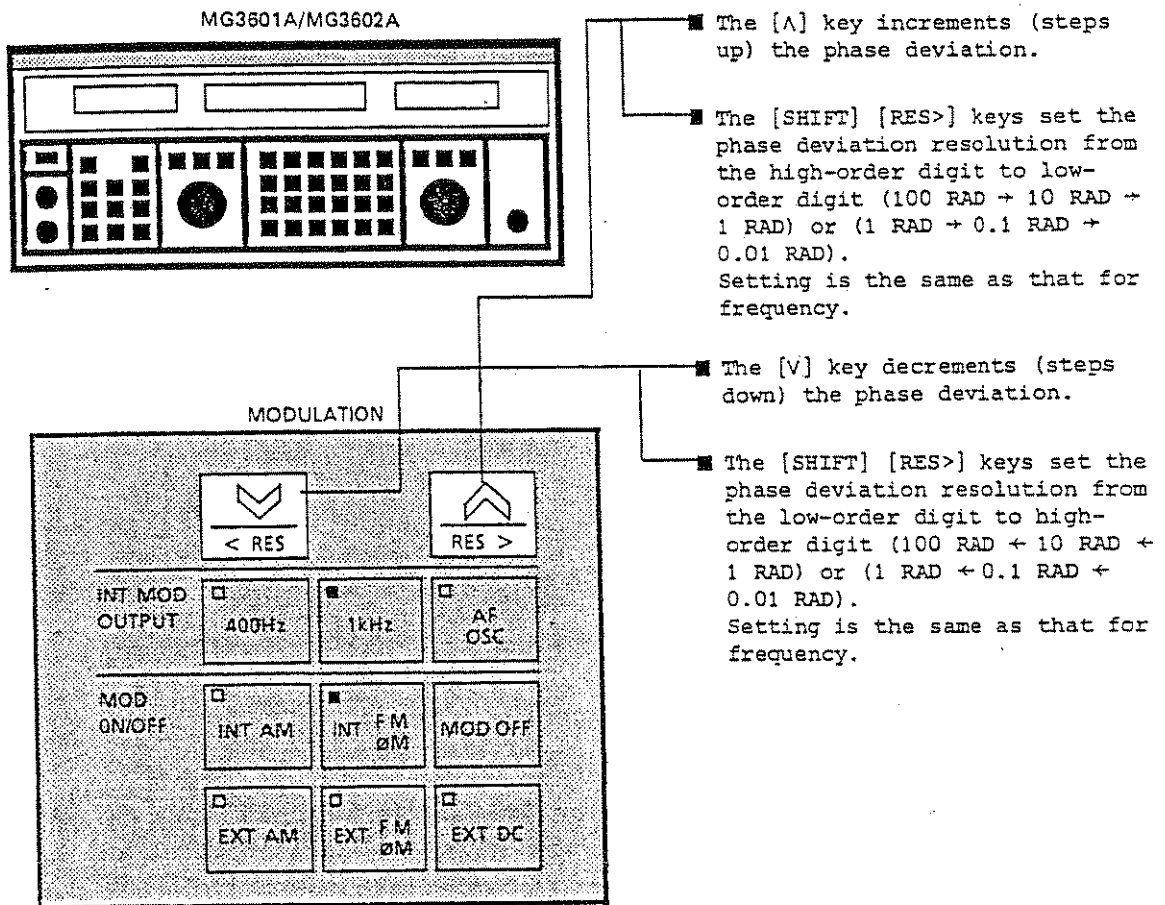 MG3601A/MG3602A
The [Λ] key increments (steps
up) the phase deviation.
The [SHIFT] [RES>] keys set the
phase deviation resolution from
the high-order digit to low-
order digit (100 RAD → 10 RAD →
1 RAD) or (1 RAD → 0.1 RAD →
0.01 RAD).
Setting is the same as that for
frequency.
The [V] key decrements (steps
down) the phase deviation.
The [SHIFT] [RES>] keys set the
phase deviation resolution from
the low-order digit to high-
order digit (100 RAD ← 10 RAD ←
1 RAD) or (1 RAD ← 0.1 RAD ←
0.01 RAD).
Setting is the same as that for
frequency.
MODULATION
< RES
RES >
INT MOD
OUTPUT
400Hz
1kHz
AF
OSC
MOD
ON/OFF
INT AM
INT FM
ØM
MOD OFF
EXT AM
EXT FM
ØM
EXT DC